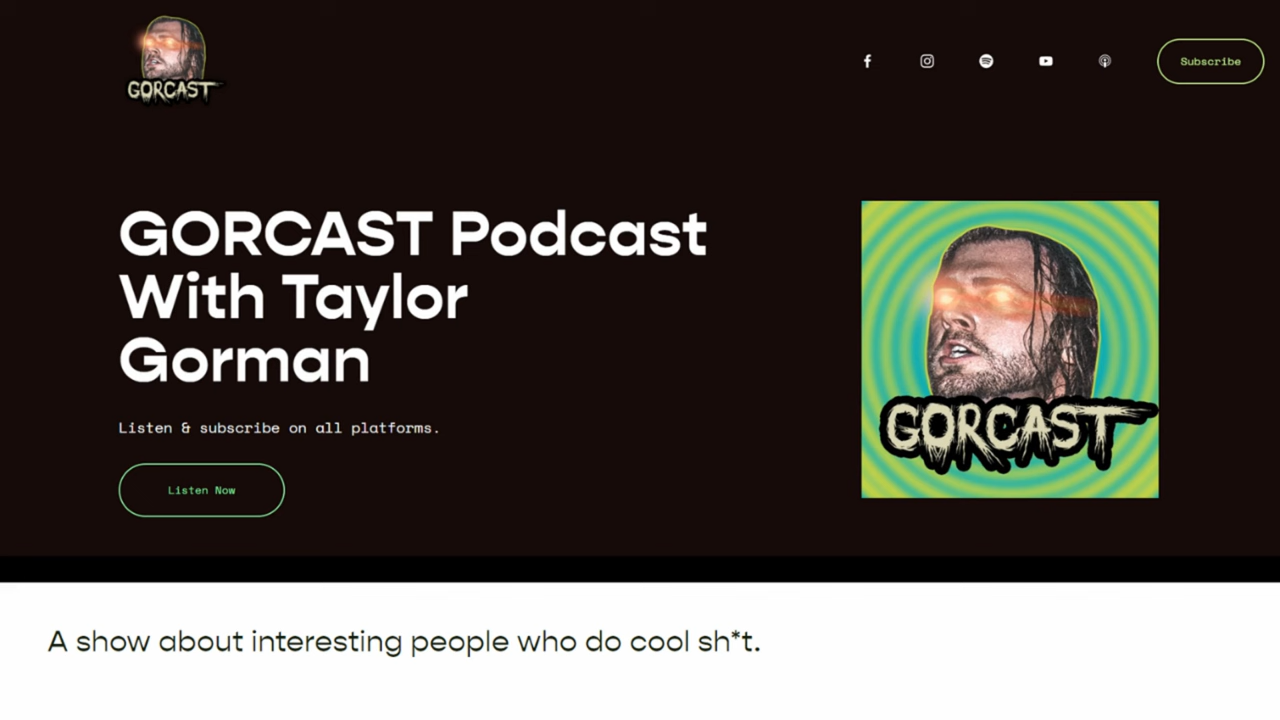 GORCAST
Subscribe
GORCAST Podcast
With Taylor
Gorman
Listen & subscribe on all platforms.
Listen Now
GORCAST
A show about interesting people who do cool sh*t.